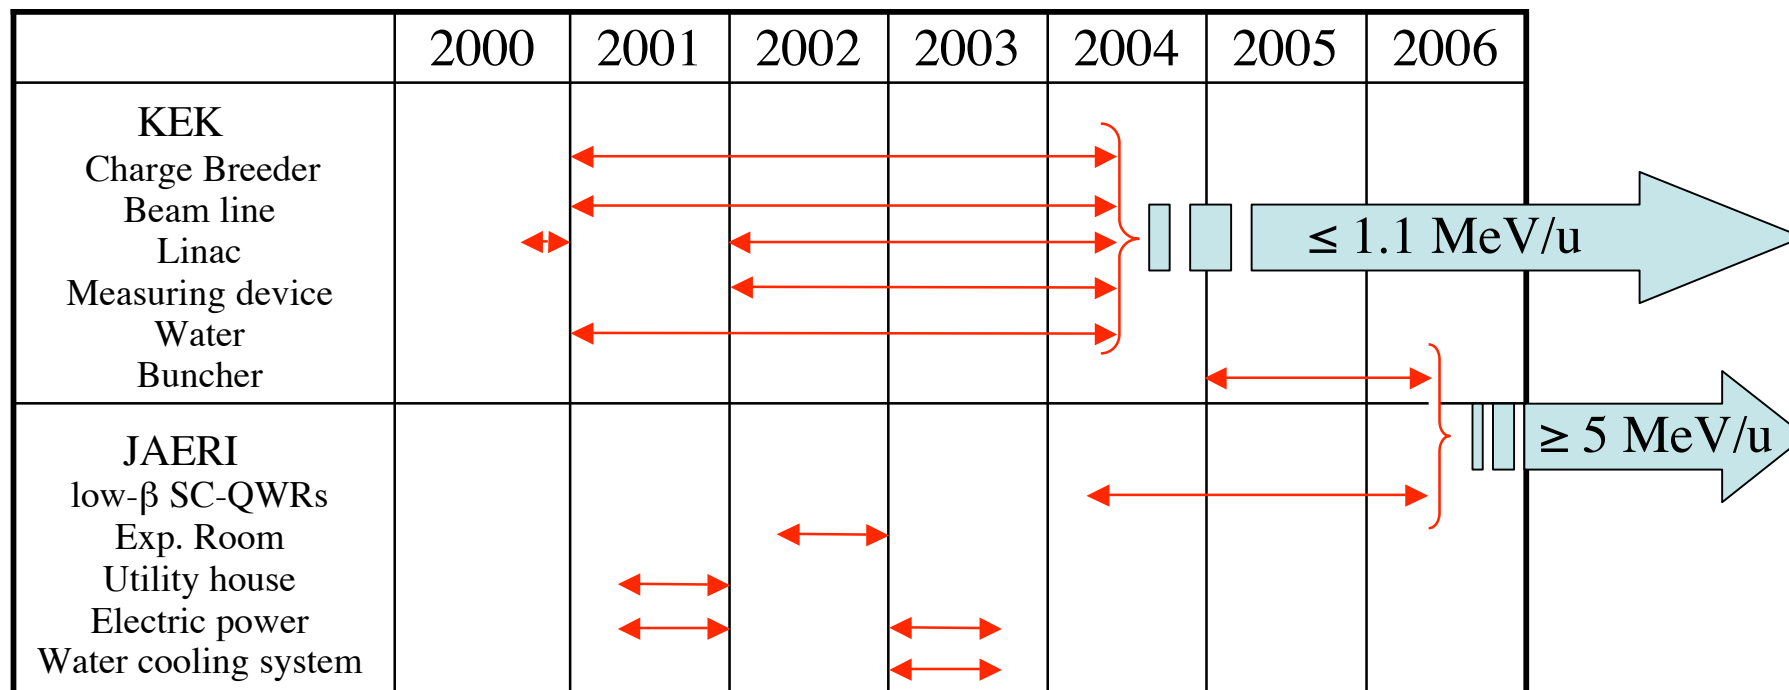 2000 2001 2002 2003 2004 2005 2006
KEK
Charge Breeder
Beam line
≤ 1.1 MeV/u
Linac
Measuring device
Water
Buncher
JAERI
≥ 5 MeV/u
low-β SC-QWRs
Exp. Room
Utility house
Electric power
Water cooling system